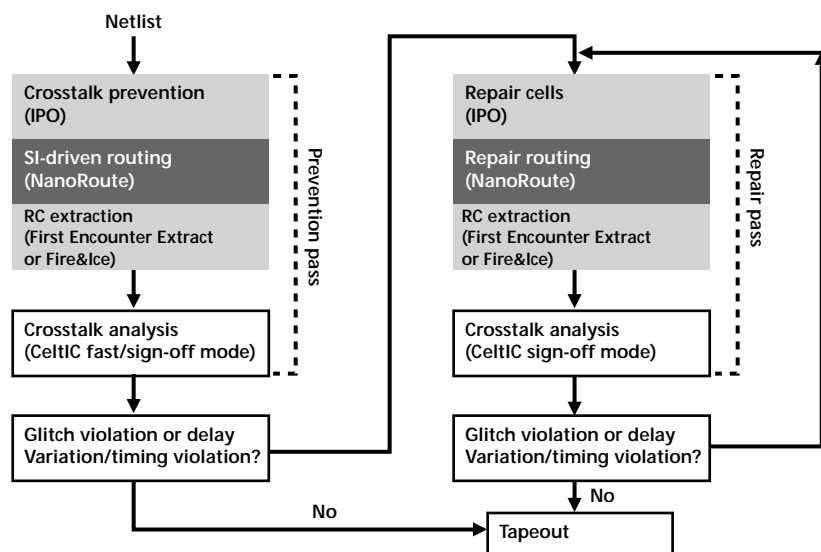 Netlist
Crosstalk prevention
(IPO)
SI-driven routing
(NanoRoute)
RC extraction
(First Encounter Extract
or Fire&Ice)
Prevention pass
Crosstalk analysis
(CeltIC fast/sign-off mode)
Glitch violation or delay
Variation/timing violation?
No
Repair cells
(IPO)
Repair routing
(NanoRoute)
RC extraction
(First Encounter Extract
or Fire&Ice)
Repair pass
Crosstalk analysis
(CeltIC sign-off mode)
Glitch violation or delay
Variation/timing violation?
No
Tapeout